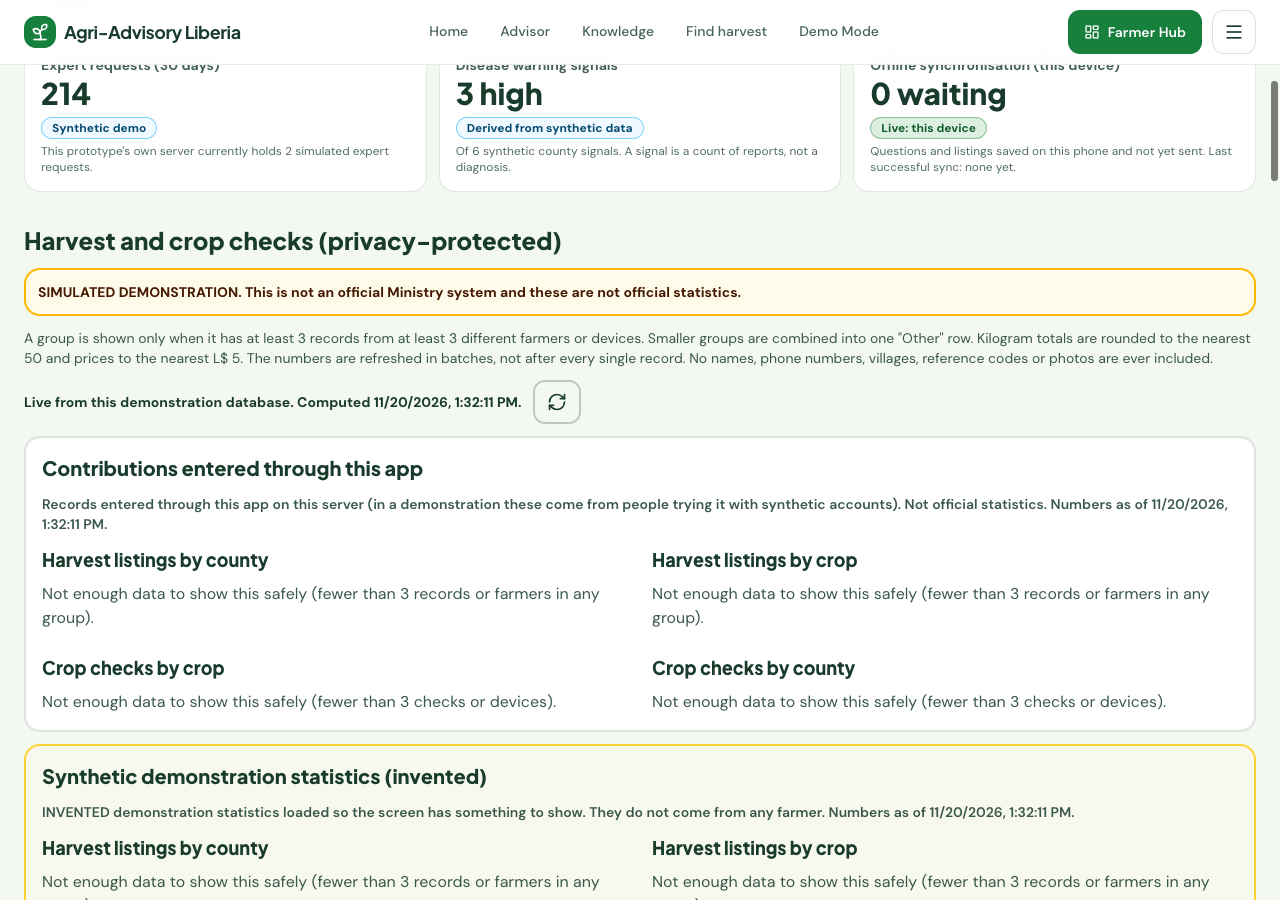 Agri-Advisory Liberia
Home
Advisor
Knowledge
Find harvest
Demo Mode
Farmer Hub
Expert requests (30 days)
214
Synthetic demo
This prototype's own server currently holds 2 simulated expert
requests.
Disease warning signals
3 high
Derived from synthetic data
Of 6 synthetic county signals. A signal is a count of reports, not a
diagnosis.
Offline synchronisation (this device)
0 waiting
Live: this device
Questions and listings saved on this phone and not yet sent. Last
successful sync: none yet.
Harvest and crop checks (privacy-protected)
SIMULATED DEMONSTRATION. This is not an official Ministry system and these are not official statistics.
A group is shown only when it has at least 3 records from at least 3 different farmers or devices. Smaller groups are combined into one "Other" row. Kilogram totals are rounded to the nearest
50 and prices to the nearest L$ 5. The numbers are refreshed in batches, not after every single record. No names, phone numbers, villages, reference codes or photos are ever included.
Live from this demonstration database. Computed 11/20/2026, 1:32:11 PM.
Contributions entered through this app
Records entered through this app on this server (in a demonstration these come from people trying it with synthetic accounts). Not official statistics. Numbers as of 11/20/2026,
1:32:11 PM.
Harvest listings by county
Not enough data to show this safely (fewer than 3 records or farmers in any
group).
Harvest listings by crop
Not enough data to show this safely (fewer than 3 records or farmers in any
group).
Crop checks by crop
Not enough data to show this safely (fewer than 3 checks or devices).
Crop checks by county
Not enough data to show this safely (fewer than 3 checks or devices).
Synthetic demonstration statistics (invented)
INVENTED demonstration statistics loaded so the screen has something to show. They do not come from any farmer. Numbers as of 11/20/2026, 1:32:11 PM.
Harvest listings by county
Not enough data to show this safely (fewer than 3 records or farmers in any
Harvest listings by crop
Not enough data to show this safely (fewer than 3 records or farmers in any